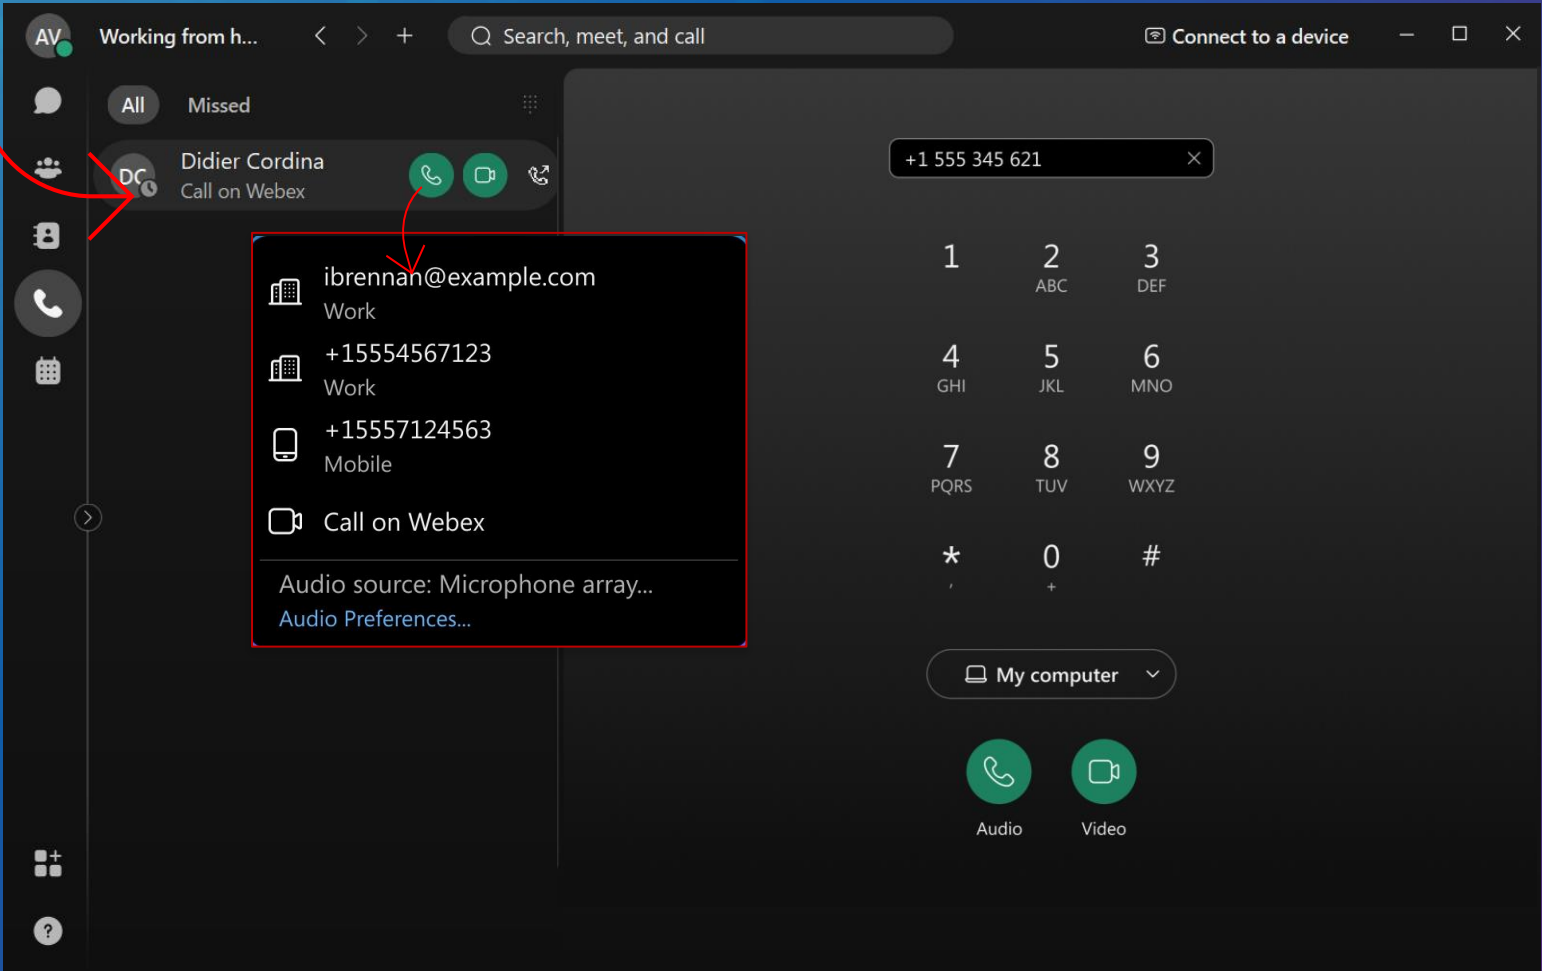 AV
Working from h...
Search, meet, and call
Connect to a device
All
Missed
DC
Didier Cordina
Call on Webex
+1 555 345 621
ibrennan@example.com
Work
+15554567123
Work
+15557124563
Mobile
Call on Webex
Audio source: Microphone array...
Audio Preferences...
1
2
3
ABC
DEF
4
5
6
GHI
JKL
MNO
7
8
9
PQRS
TUV
WXYZ
*
0
#
,
+
My computer
Audio
Video
?